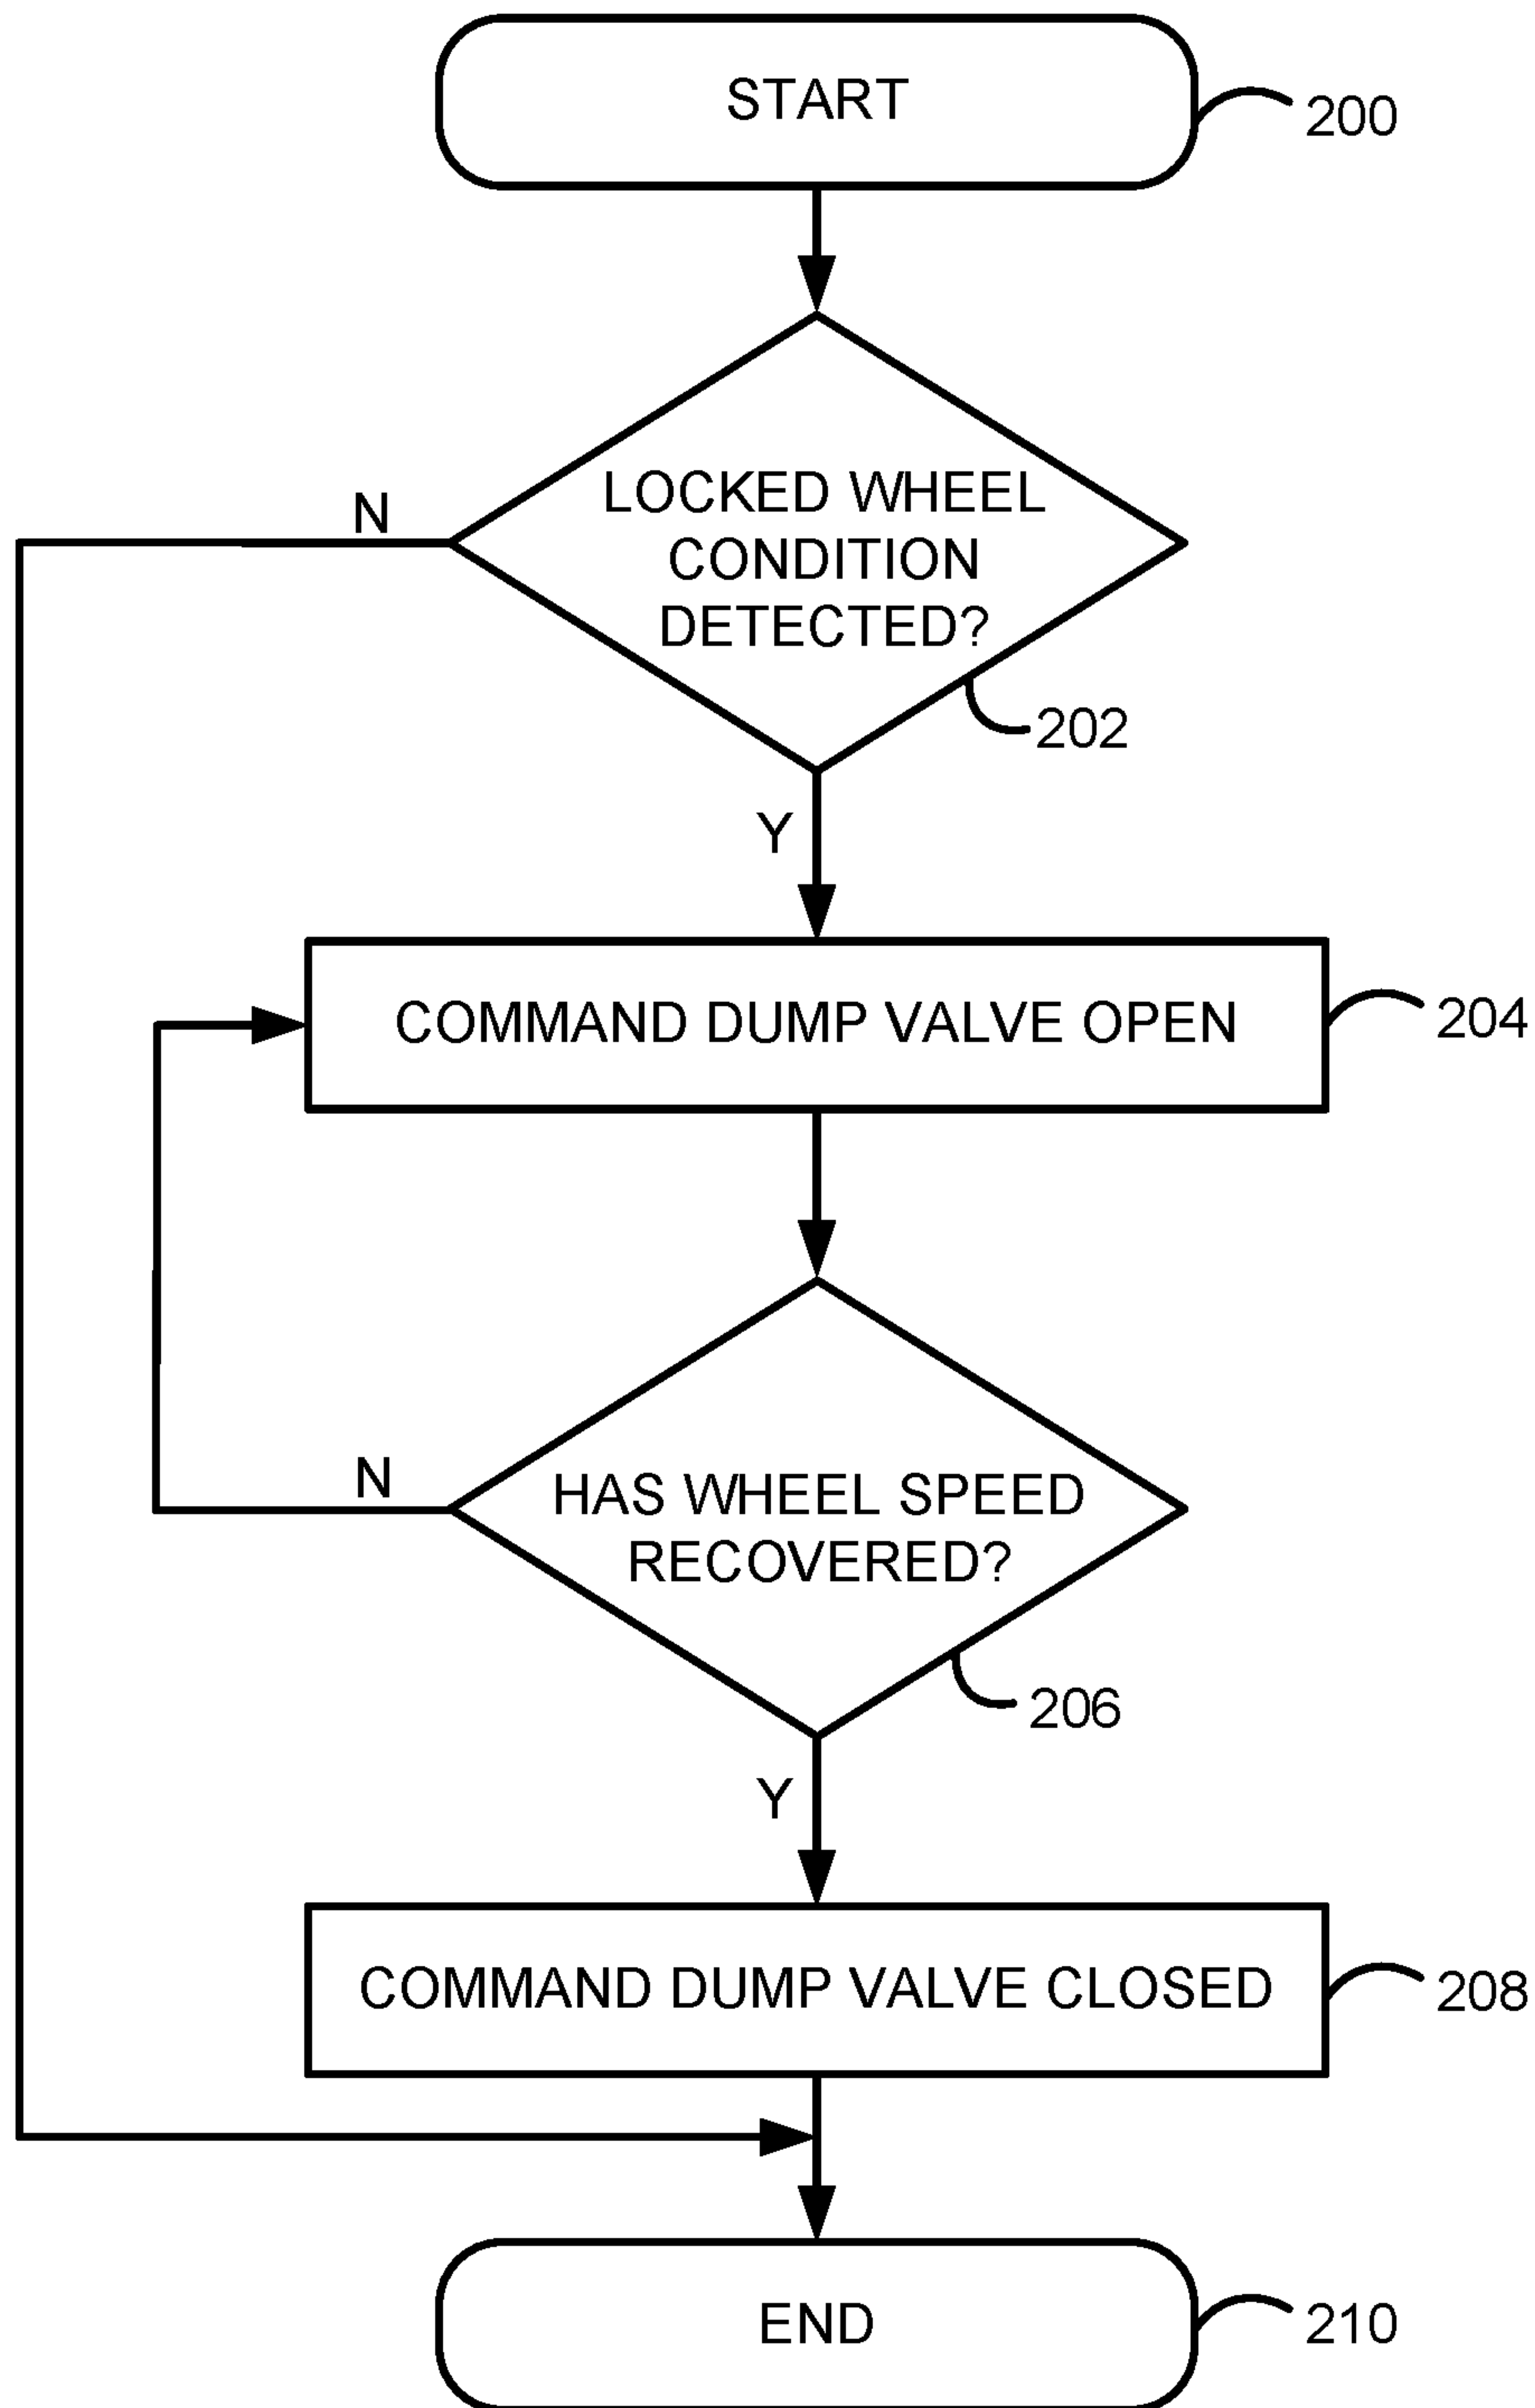 START
200
N
LOCKED WHEEL
CONDITION
DETECTED?
202
Y
COMMAND DUMP VALVE OPEN
204
N
HAS WHEEL SPEED
RECOVERED?
206
Y
COMMAND DUMP VALVE CLOSED
208
END
210